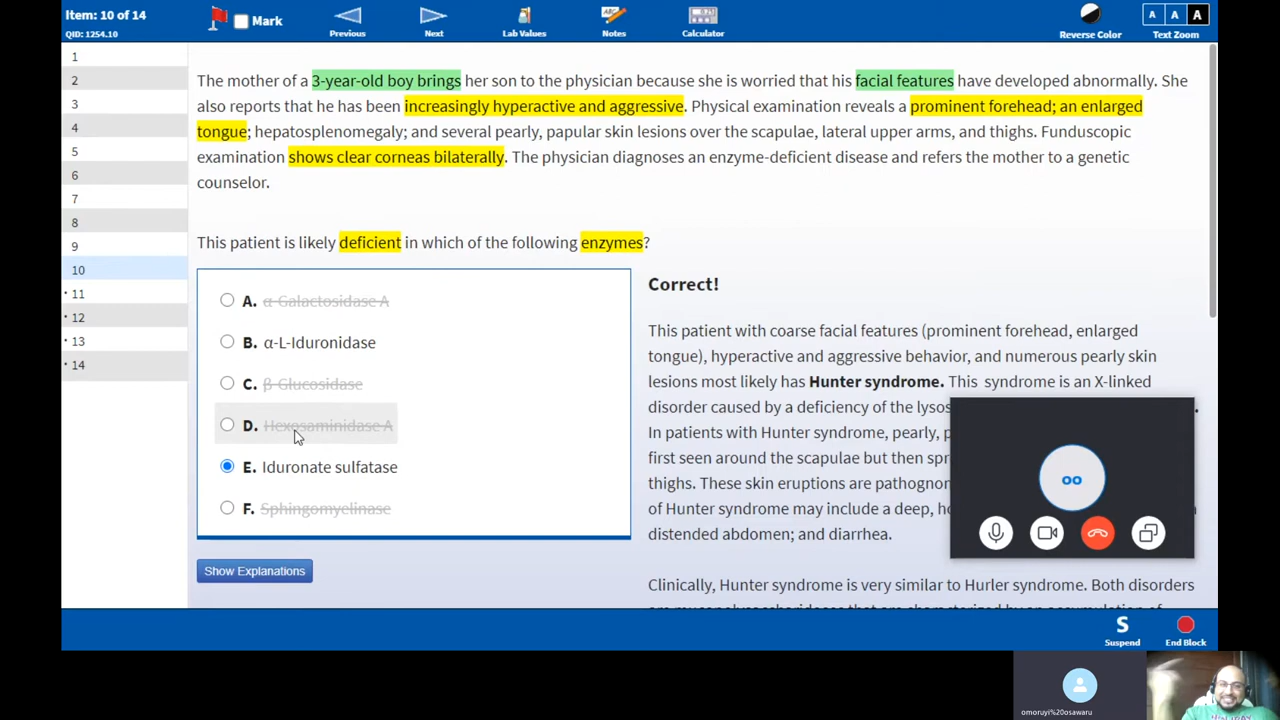 Item: 10 of 14
QID: 1254.10
Mark
Previous
Next
Lab Values
Notes
Calculator
Reverse Color
A A A
Text Zoom
1
2
3
4
5
6
7
8
9
10
11
12
13
14
The mother of a 3-year-old boy brings her son to the physician because she is worried that his facial features have developed abnormally. She
also reports that he has been increasingly hyperactive and aggressive. Physical examination reveals a prominent forehead; an enlarged
tongue; hepatosplenomegaly; and several pearly, papular skin lesions over the scapulae, lateral upper arms, and thighs. Funduscopic
examination shows clear corneas bilaterally. The physician diagnoses an enzyme-deficient disease and refers the mother to a genetic
counselor.
This patient is likely deficient in which of the following enzymes?
A. α-Galactosidase A
B. α-L-Iduronidase
C. β-Glucosidase
D. Hexosaminidase A
E. Iduronate sulfatase
F. Sphingomyelinase
Show Explanations
Correct!
This patient with coarse facial features (prominent forehead, enlarged
tongue), hyperactive and aggressive behavior, and numerous pearly skin
lesions most likely has Hunter syndrome. This syndrome is an X-linked
disorder caused by a deficiency of the lysos
In patients with Hunter syndrome, pearly, p
first seen around the scapulae but then spr
thighs. These skin eruptions are pathognon
of Hunter syndrome may include a deep, ho
distended abdomen; and diarrhea.
Clinically, Hunter syndrome is very similar to Hurler syndrome. Both disorders
oo
S
Suspend
End Block
omoruyi%20osawaru